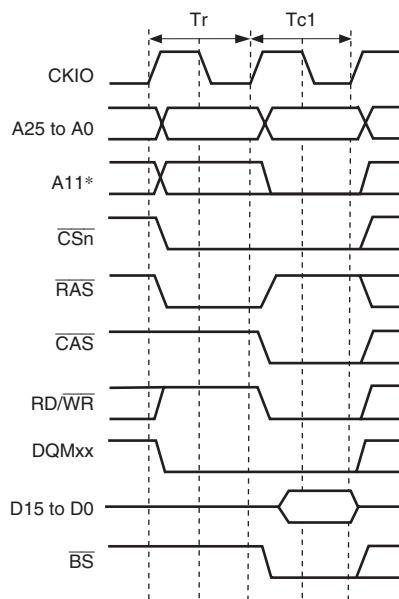 Tr Tc1
CKIO
A25 to A0
A11*
CSn
RAS
CAS
RD/WR
DQMxx
D15 to D0
BS